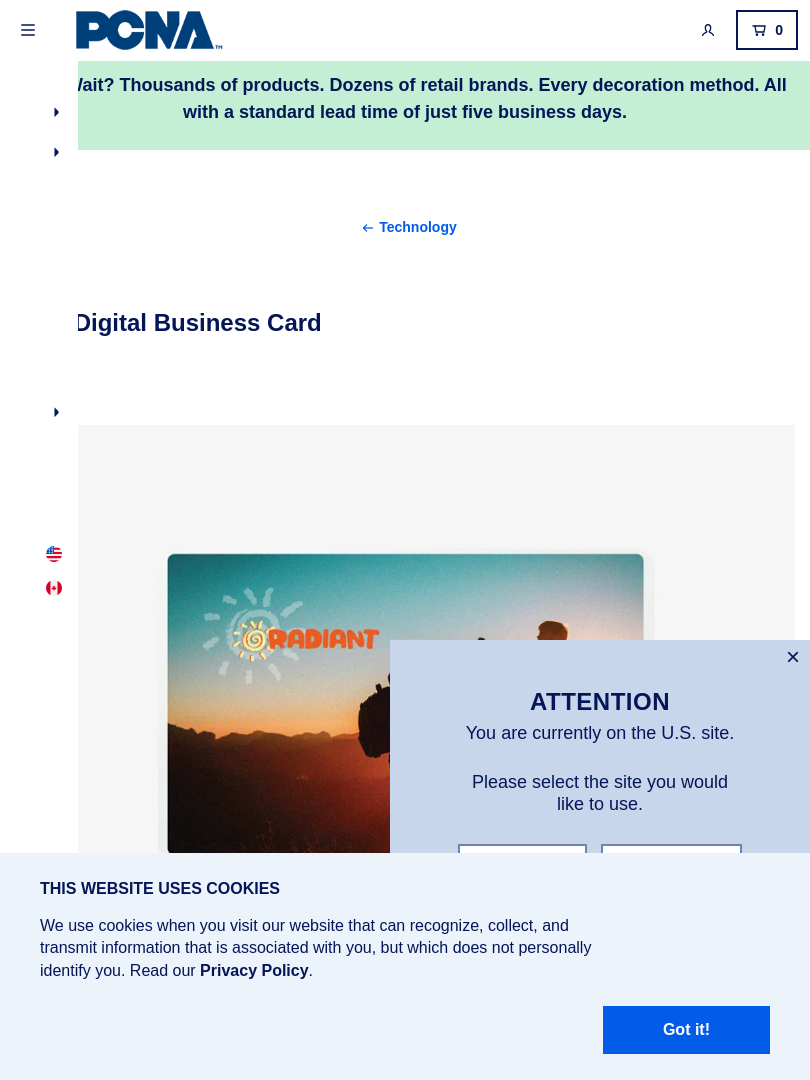 PCNA™
0
Wait? Thousands of products. Dozens of retail brands. Every decoration method. All
with a standard lead time of just five business days.
Technology
Digital Business Card
RADIANT
ATTENTION
You are currently on the U.S. site.
Please select the site you would
like to use.
THIS WEBSITE USES COOKIES
We use cookies when you visit our website that can recognize, collect, and
transmit information that is associated with you, but which does not personally
identify you. Read our Privacy Policy.
Got it!